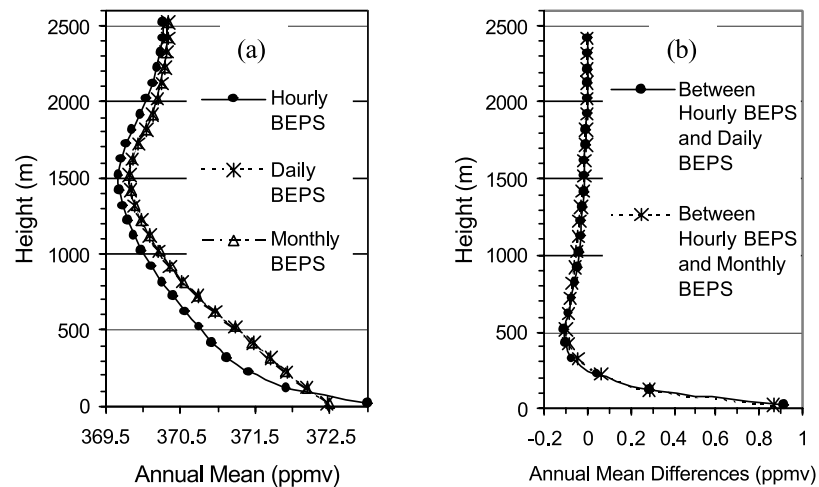 (a)
Hourly
BEPS
Daily
BEPS
Monthly
BEPS
Height (m)
2500
2000
1500
1000
500
0
369.5 370.5 371.5 372.5
Annual Mean (ppmv)
(b)
Between
Hourly BEPS
and Daily
BEPS
Between
Hourly BEPS
and Monthly
BEPS
Height (m)
2500
2000
1500
1000
500
0
-0.2 0 0.2 0.4 0.6 0.8 1
Annual Mean Differences (ppmv)